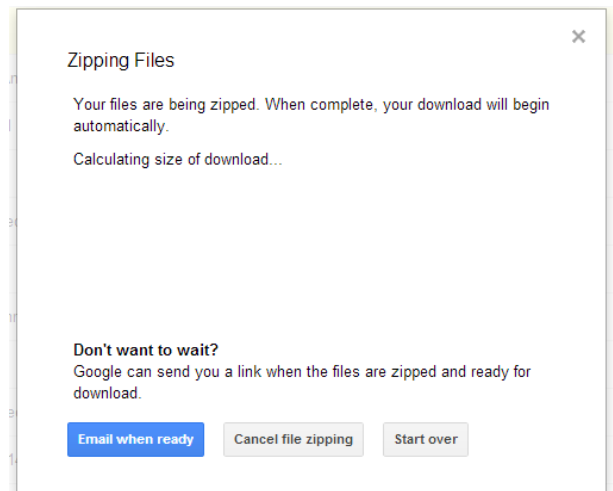 Zipping Files
Your files are being zipped. When complete, your download will begin
automatically.
Calculating size of download...
Don't want to wait?
Google can send you a link when the files are zipped and ready for
download.
Email when ready
Cancel file zipping
Start over